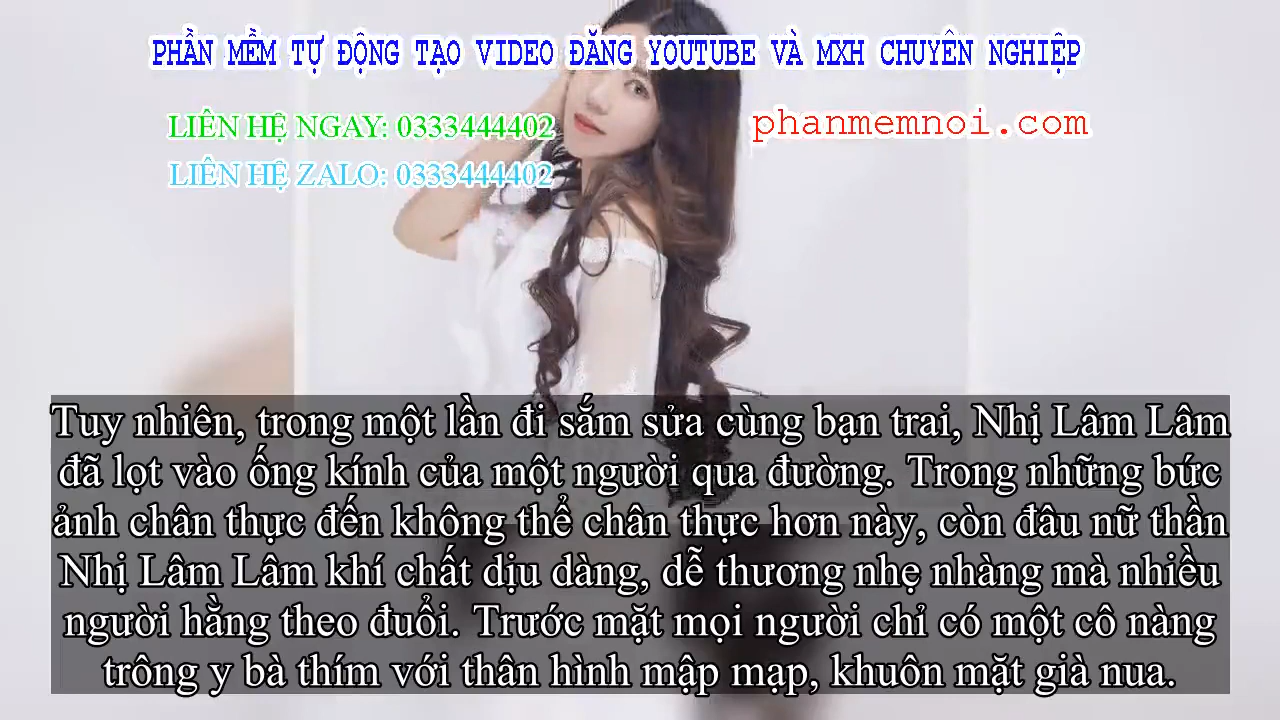 PHẦN MỀM TỰ ĐỘNG TẠO VIDEO ĐĂNG YOUTUBE VÀ MXH CHUYÊN NGHIỆP
LIÊN HỆ NGAY: 0333444402
phanmemnoi.com
LIÊN HỆ ZALO: 0333444402
Tuy nhiên, trong một lần đi sắm sửa cùng bạn trai, Nhị Lâm Lâm
đã lọt vào ống kính của một người qua đường. Trong những bức
ảnh chân thực đến không thể chân thực hơn này, còn đâu nữ thần
Nhị Lâm Lâm khí chất dịu dàng, dễ thương nhẹ nhàng mà nhiều
người hằng theo đuổi. Trước mặt mọi người chỉ có một cô nàng
trông y bà thím với thân hình mập mạp, khuôn mặt già nua.